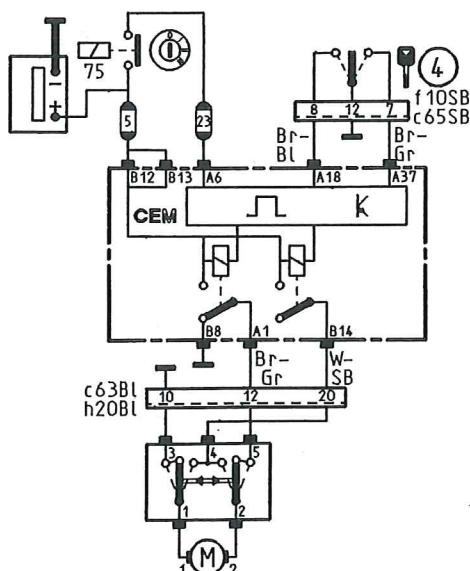 75
–
+
5
23
4
8 12 7
f10SB
c65SB
Br- Br-
Bl Gr
B12 B13 A6 A18 A37
CEM
B8 A1 B14
Br- W-
Gr SB
c63Bl
h20Bl
10 12 20
3 4 5
1 2
1 M 2